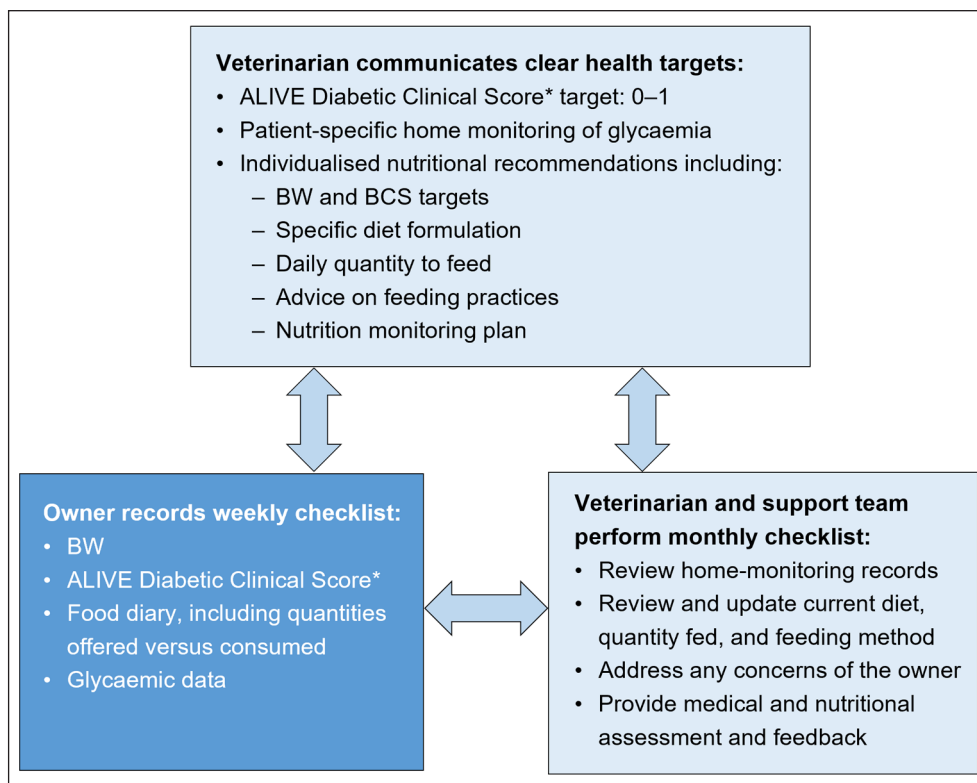 Veterinarian communicates clear health targets:
• ALIVE Diabetic Clinical Score* target: 0–1
• Patient-specific home monitoring of glycaemia
• Individualised nutritional recommendations including:
– BW and BCS targets
– Specific diet formulation
– Daily quantity to feed
– Advice on feeding practices
– Nutrition monitoring plan
Owner records weekly checklist:
• BW
• ALIVE Diabetic Clinical Score*
• Food diary, including quantities
offered versus consumed
• Glycaemic data
Veterinarian and support team
perform monthly checklist:
• Review home-monitoring records
• Review and update current diet,
quantity fed, and feeding method
• Address any concerns of the owner
• Provide medical and nutritional
assessment and feedback